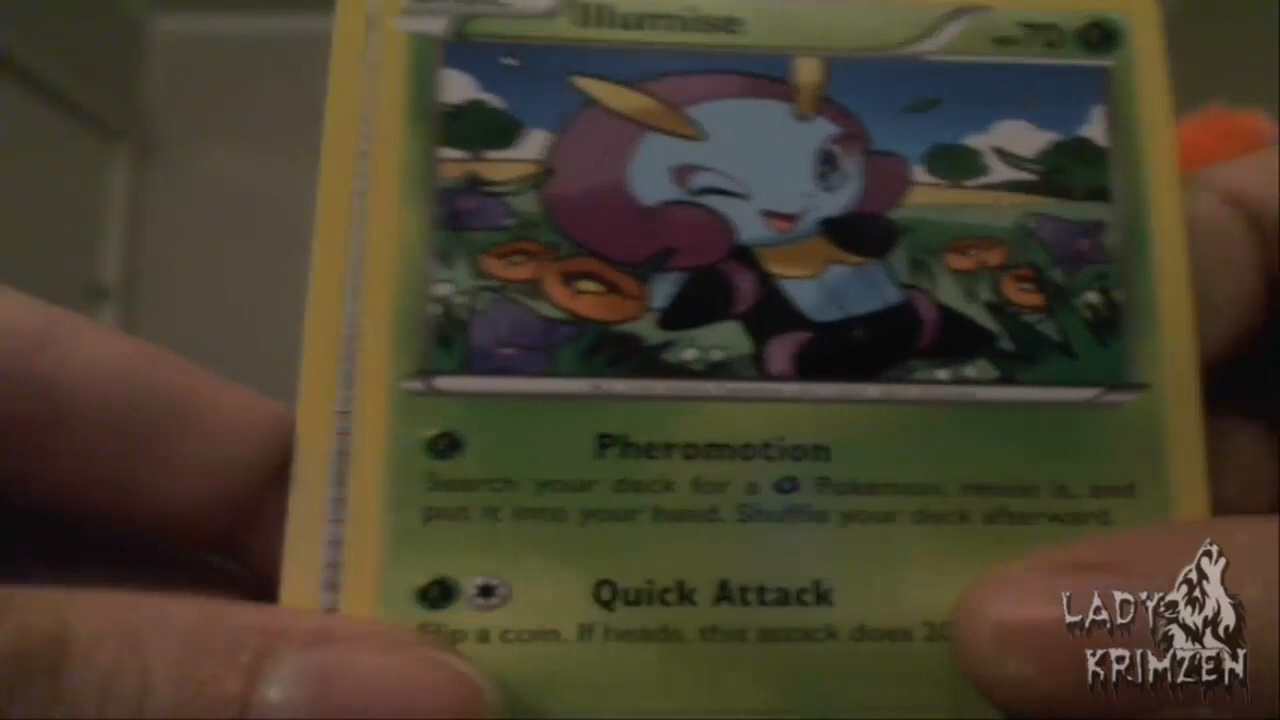 Illumise
70
Pheromotion
Search your deck for a Pokémon, reveal it, and
put it into your hand. Shuffle your deck afterward.
Quick Attack
Flip a coin. If heads, this attack does 20
LADY
KRIMZEN